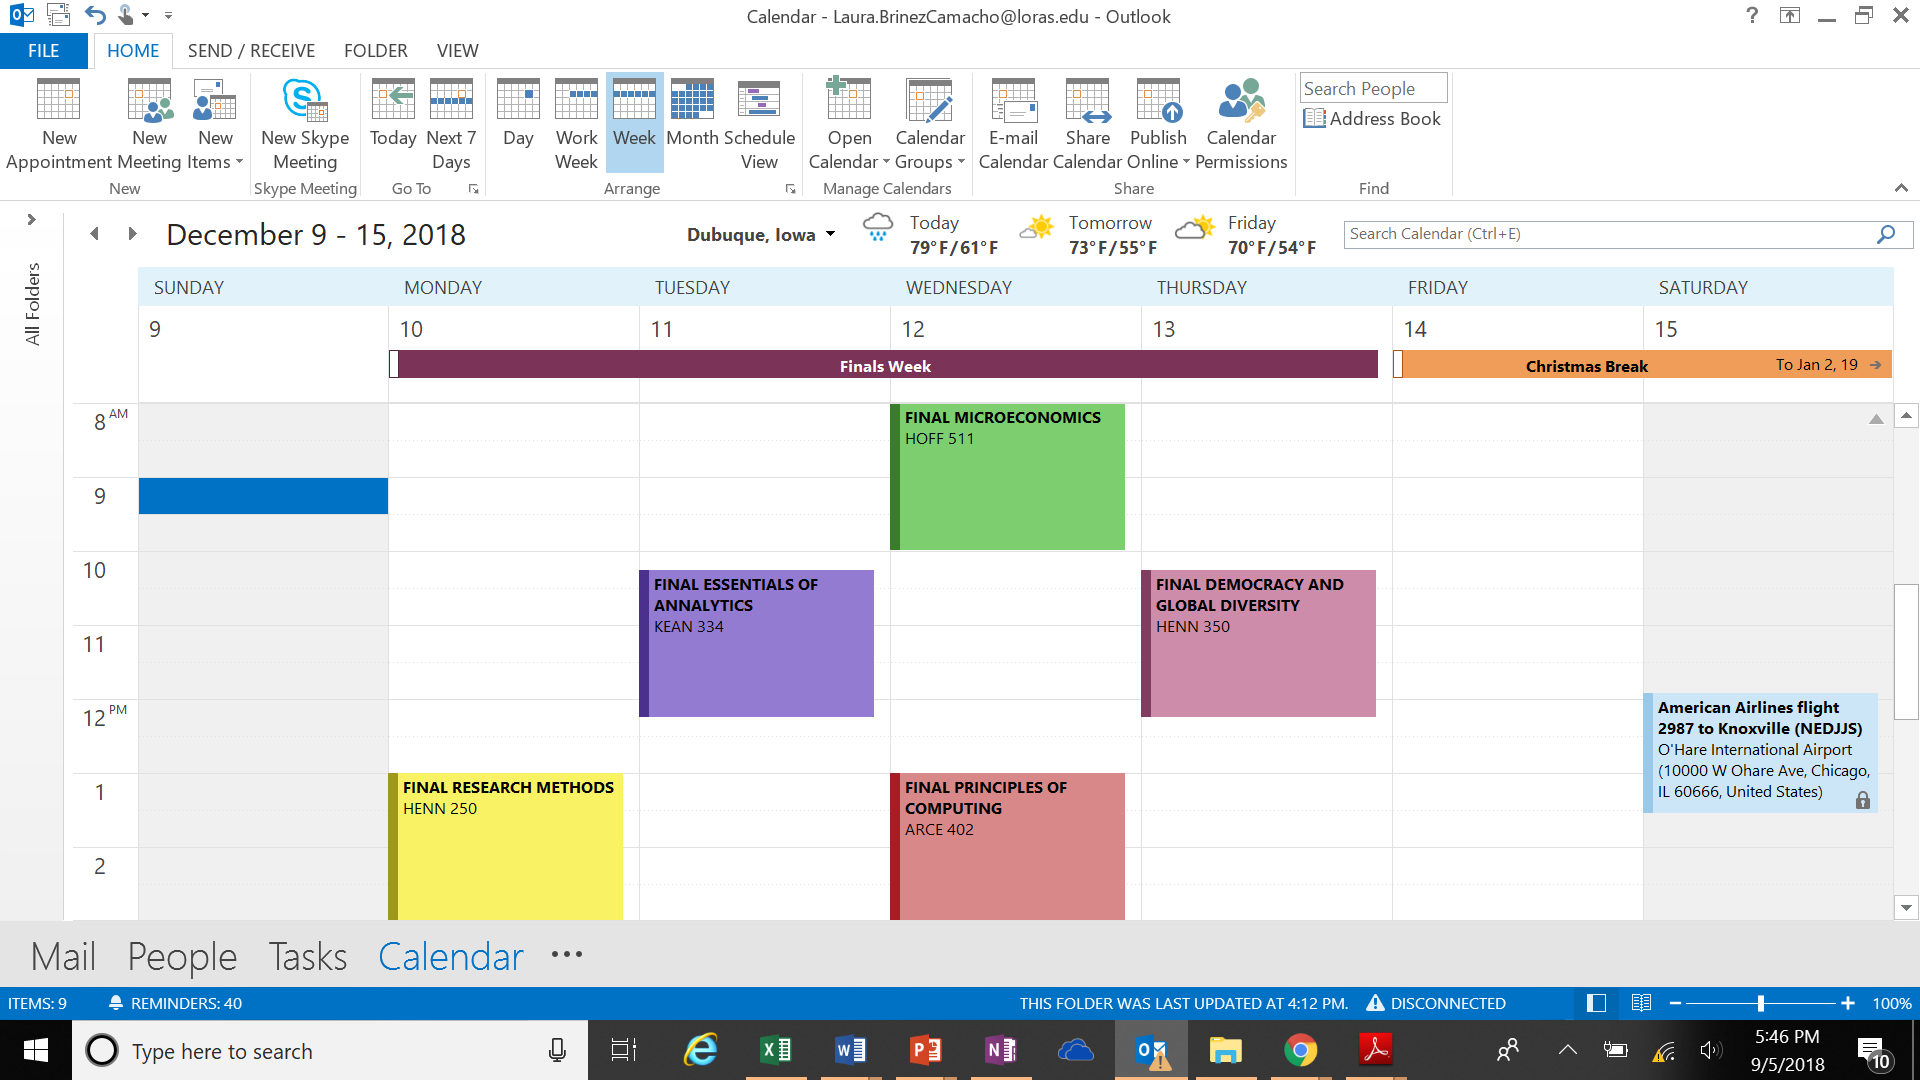 Calendar - Laura.BrinezCamacho@loras.edu - Outlook
?
FILE HOME SEND / RECEIVE FOLDER VIEW
New Appointment
New Meeting
New Items
New
New Skype Meeting
Skype Meeting
Today
Next 7 Days
Go To
Day
Work Week
Week
Month
Schedule View
Arrange
Open Calendar
Calendar Groups
Manage Calendars
E-mail Calendar
Share Calendar
Publish Online
Calendar Permissions
Share
Search People
Address Book
Find
All Folders
December 9 - 15, 2018
Dubuque, Iowa
Today
79°F/61°F
Tomorrow
73°F/55°F
Friday
70°F/54°F
Search Calendar (Ctrl+E)
SUNDAY MONDAY TUESDAY WEDNESDAY THURSDAY FRIDAY SATURDAY
9 10 11 12 13 14 15
Finals Week
Christmas Break
To Jan 2, 19
8 AM
9
10
11
12 PM
1
2
FINAL MICROECONOMICS
HOFF 511
FINAL ESSENTIALS OF
ANNALYTICS
KEAN 334
FINAL DEMOCRACY AND
GLOBAL DIVERSITY
HENN 350
American Airlines flight
2987 to Knoxville (NEDJJS)
O'Hare International Airport
(10000 W Ohare Ave, Chicago,
IL 60666, United States)
FINAL RESEARCH METHODS
HENN 250
FINAL PRINCIPLES OF
COMPUTING
ARCE 402
Mail People Tasks Calendar ···
ITEMS: 9 REMINDERS: 40 THIS FOLDER WAS LAST UPDATED AT 4:12 PM. DISCONNECTED 100%
Type here to search
5:46 PM
9/5/2018
10